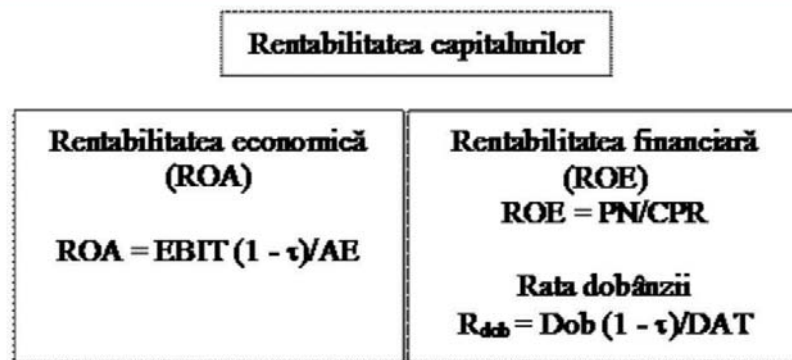 Rentabilitatea capitalurilor
Rentabilitatea economică
(ROA)
ROA = EBIT (1 - τ)/AE
Rentabilitatea financiară
(ROE)
ROE = PN/CPR
Rata dobânzii
Rdob = Dob (1 - τ)/DAT